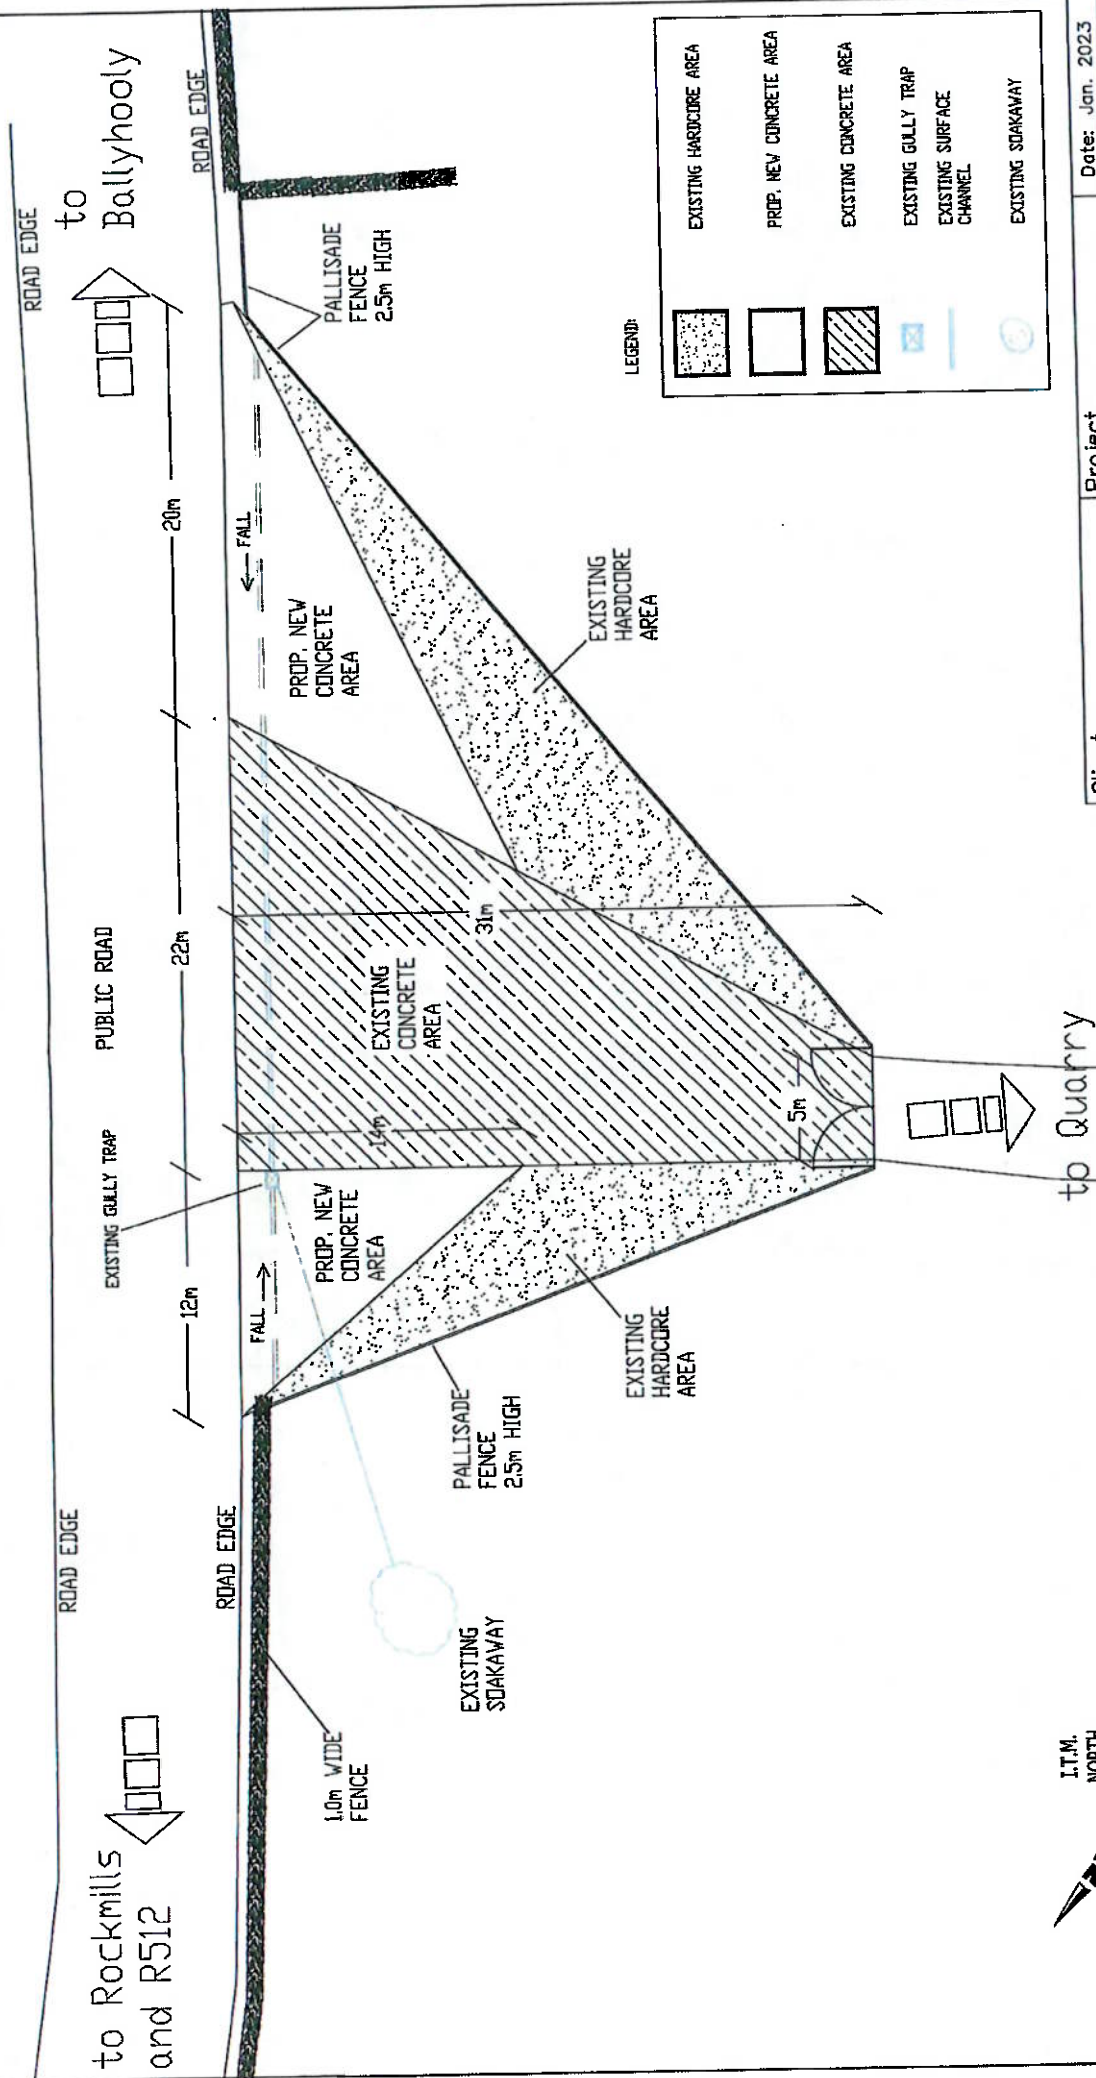 to Rockmills
and R512
ROAD EDGE
ROAD EDGE
to
Ballyhooly
ROAD EDGE
ROAD EDGE
PUBLIC ROAD
EXISTING GULLY TRAP
12m
22m
20m
FALL
FALL
PROP. NEW
CONCRETE
AREA
PROP. NEW
CONCRETE
AREA
EXISTING
CONCRETE
AREA
14m
31m
5m
PALLISADE
FENCE
2.5m HIGH
PALLISADE
FENCE
2.5m HIGH
1.0m WIDE
FENCE
EXISTING
SOAKAWAY
EXISTING
HARDCORE
AREA
EXISTING
HARDCORE
AREA
to Quarry
I.T.M.
NORTH
LEGEND:
EXISTING HARDCORE AREA
PROP. NEW CONCRETE AREA
EXISTING CONCRETE AREA
EXISTING GULLY TRAP
EXISTING SURFACE
CHANNEL
EXISTING SOAKAWAY
Project
Date: Jan. 2023